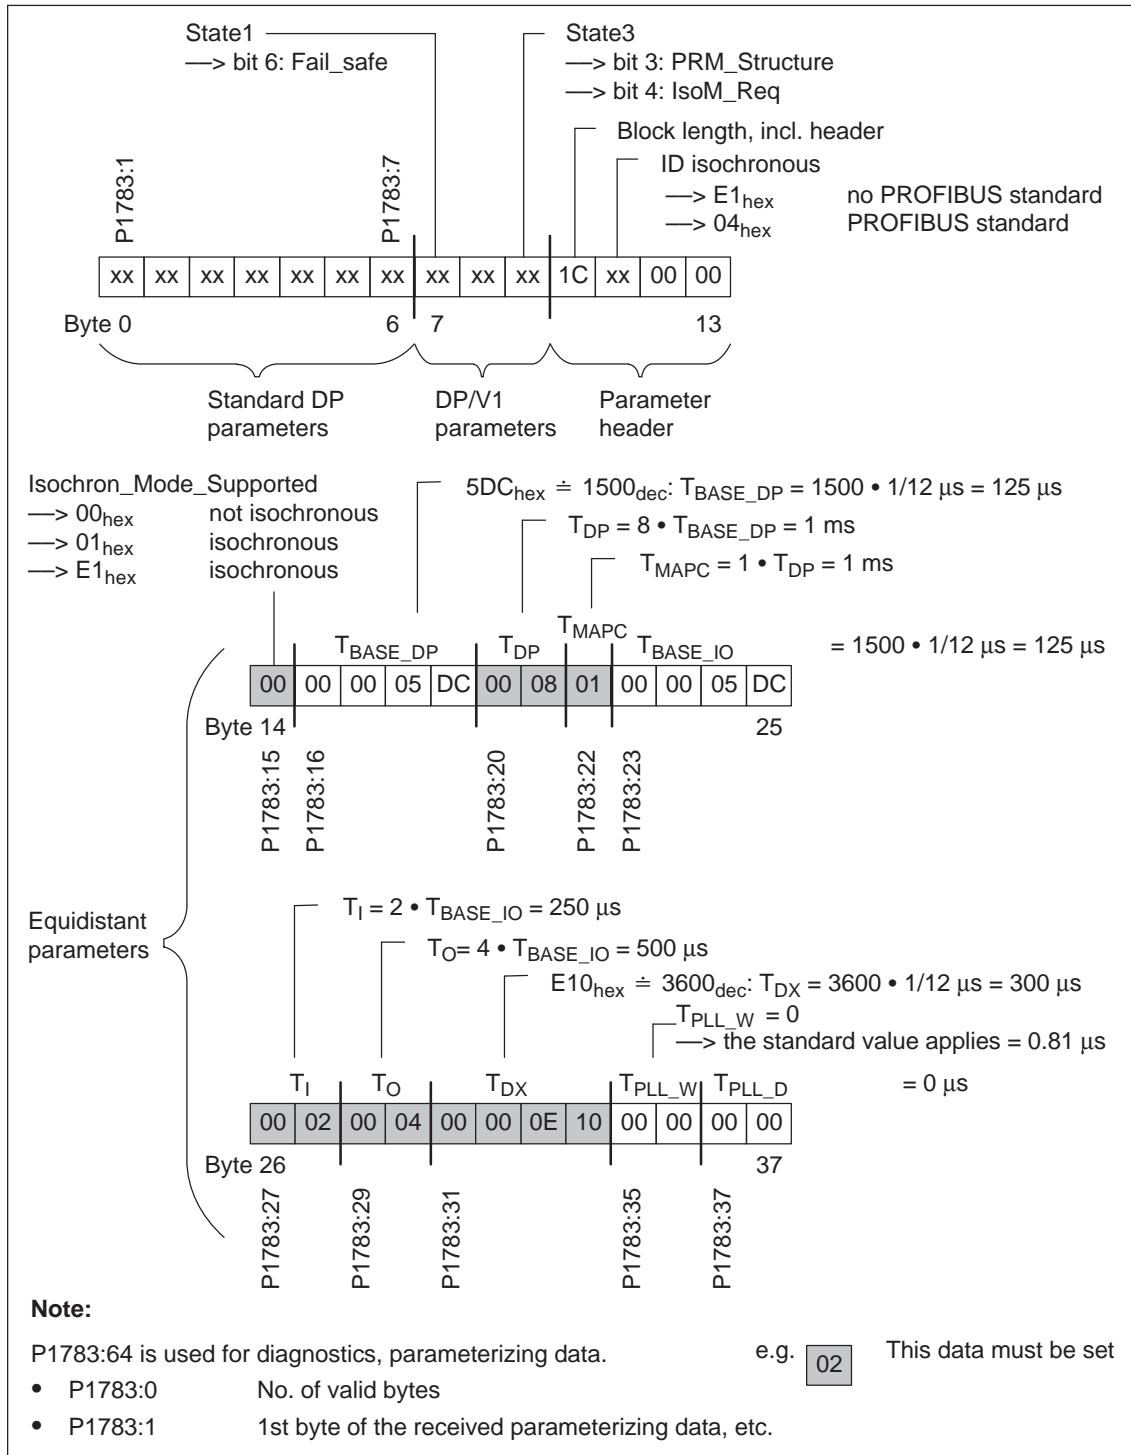 State1
—> bit 6: Fail_safe
State3
—> bit 3: PRM_Structure
—> bit 4: IsoM_Req
Block length, incl. header
ID isochronous
—> E1hex no PROFIBUS standard
—> 04hex PROFIBUS standard
P1783:1
P1783:7
xx xx xx xx xx xx xx xx xx xx 1C xx 00 00
Byte 0 6 7 13
Standard DP parameters
DP/V1 parameters
Parameter header
Isochron_Mode_Supported
—> 00hex not isochronous
—> 01hex isochronous
—> E1hex isochronous
5DChex ≐ 1500dec: TBASE_DP = 1500 • 1/12 µs = 125 µs
TDP = 8 • TBASE_DP = 1 ms
TMAPC = 1 • TDP = 1 ms
TBASE_DP TDP TMAPC TBASE_IO = 1500 • 1/12 µs = 125 µs
00 00 00 05 DC 00 08 01 00 00 05 DC
Byte 14 25
P1783:15
P1783:16
P1783:20
P1783:22
P1783:23
Equidistant
parameters
TI = 2 • TBASE_IO = 250 µs
TO= 4 • TBASE_IO = 500 µs
E10hex ≐ 3600dec: TDX = 3600 • 1/12 µs = 300 µs
TPLL_W = 0
—> the standard value applies = 0.81 µs
TI TO TDX TPLL_W TPLL_D = 0 µs
00 02 00 04 00 00 0E 10 00 00 00 00
Byte 26 37
P1783:27
P1783:29
P1783:31
P1783:35
P1783:37
Note:
P1783:64 is used for diagnostics, parameterizing data.
e.g. 02 This data must be set
• P1783:0 No. of valid bytes
• P1783:1 1st byte of the received parameterizing data, etc.